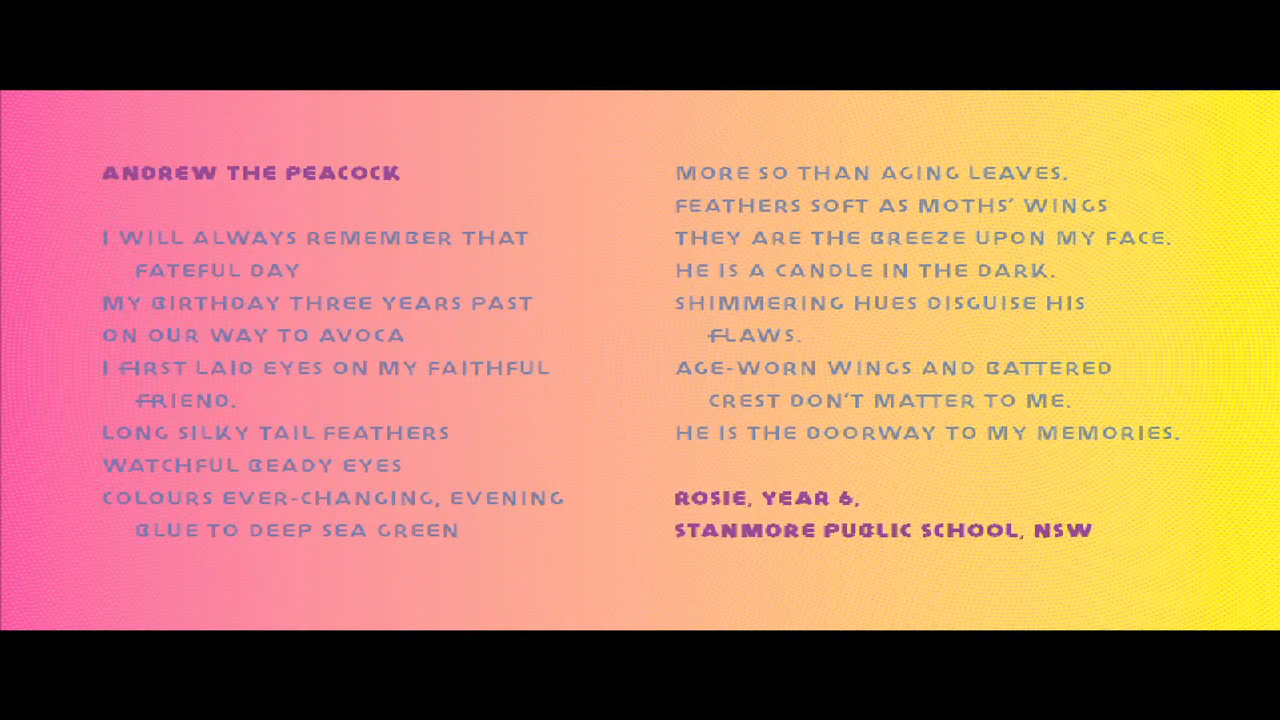 ANDREW THE PEACOCK
I WILL ALWAYS REMEMBER THAT
FATEFUL DAY
MY BIRTHDAY THREE YEARS PAST
ON OUR WAY TO AVOCA
I FIRST LAID EYES ON MY FAITHFUL
FRIEND.
LONG SILKY TAIL FEATHERS
WATCHFUL BEADY EYES
COLOURS EVER-CHANGING, EVENING
BLUE TO DEEP SEA GREEN
MORE SO THAN AGING LEAVES.
FEATHERS SOFT AS MOTHS' WINGS
THEY ARE THE BREEZE UPON MY FACE.
HE IS A CANDLE IN THE DARK.
SHIMMERING HUES DISGUISE HIS
FLAWS.
AGE-WORN WINGS AND BATTERED
CREST DON'T MATTER TO ME.
HE IS THE DOORWAY TO MY MEMORIES.
ROSIE, YEAR 6,
STANMORE PUBLIC SCHOOL, NSW